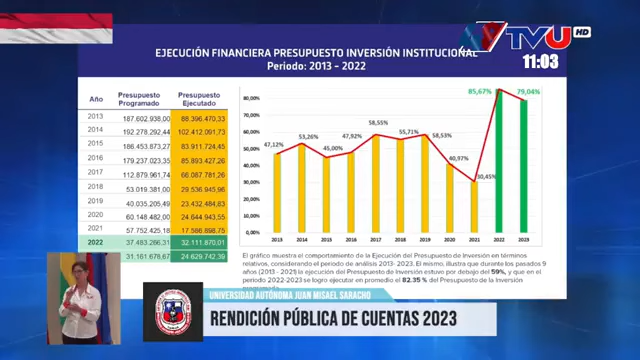 TVU HD
11:03
EJECUCIÓN FINANCIERA PRESUPUESTO INVERSIÓN INSTITUCIONAL
Periodo: 2013 - 2022
Año Presupuesto Programado Presupuesto Ejecutado
2013 187.602.938,00 88.396.470,33
2014 192.278.292,44 102.412.091,73
2015 186.453.873,27 83.911.724,45
2016 179.237.023,35 85.893.427,26
2017 112.879.961,74 66.087.781,26
2018 53.019.381,00 29.536.945,96
2019 40.035.205,49 23.432.484,83
2020 60.148.482,00 24.644.943,55
2021 57.752.425,18 17.586.698,75
2022 37.483.266,31 32.111.870,01
31.161.678,67 24.629.742,39
80,00%
70,00%
60,00%
50,00%
40,00%
30,00%
20,00%
10,00%
0,00%
47,12% 53,26% 45,00% 47,92% 58,55% 55,71% 58,53% 40,97% 30,45% 85,67% 79,04%
2013 2014 2015 2016 2017 2018 2019 2020 2021 2022 2023
El gráfico muestra el comportamiento de la Ejecución del Presupuesto de Inversión en términos
relativos, considerando el periodo de análisis 2013- 2023. El mismo, illustra que durante los pasados 9
años (2013 - 2021) la ejecución del Presupuesto de Inversión estuvo por debajo del 59%, y que en el
periodo 2022-2023 se logro ejecutar en promedio el 82.35 % del Presupuesto de la Inversión
UNIVERSIDAD AUTÓNOMA JUAN MISAEL SARACHO
RENDICIÓN PÚBLICA DE CUENTAS 2023